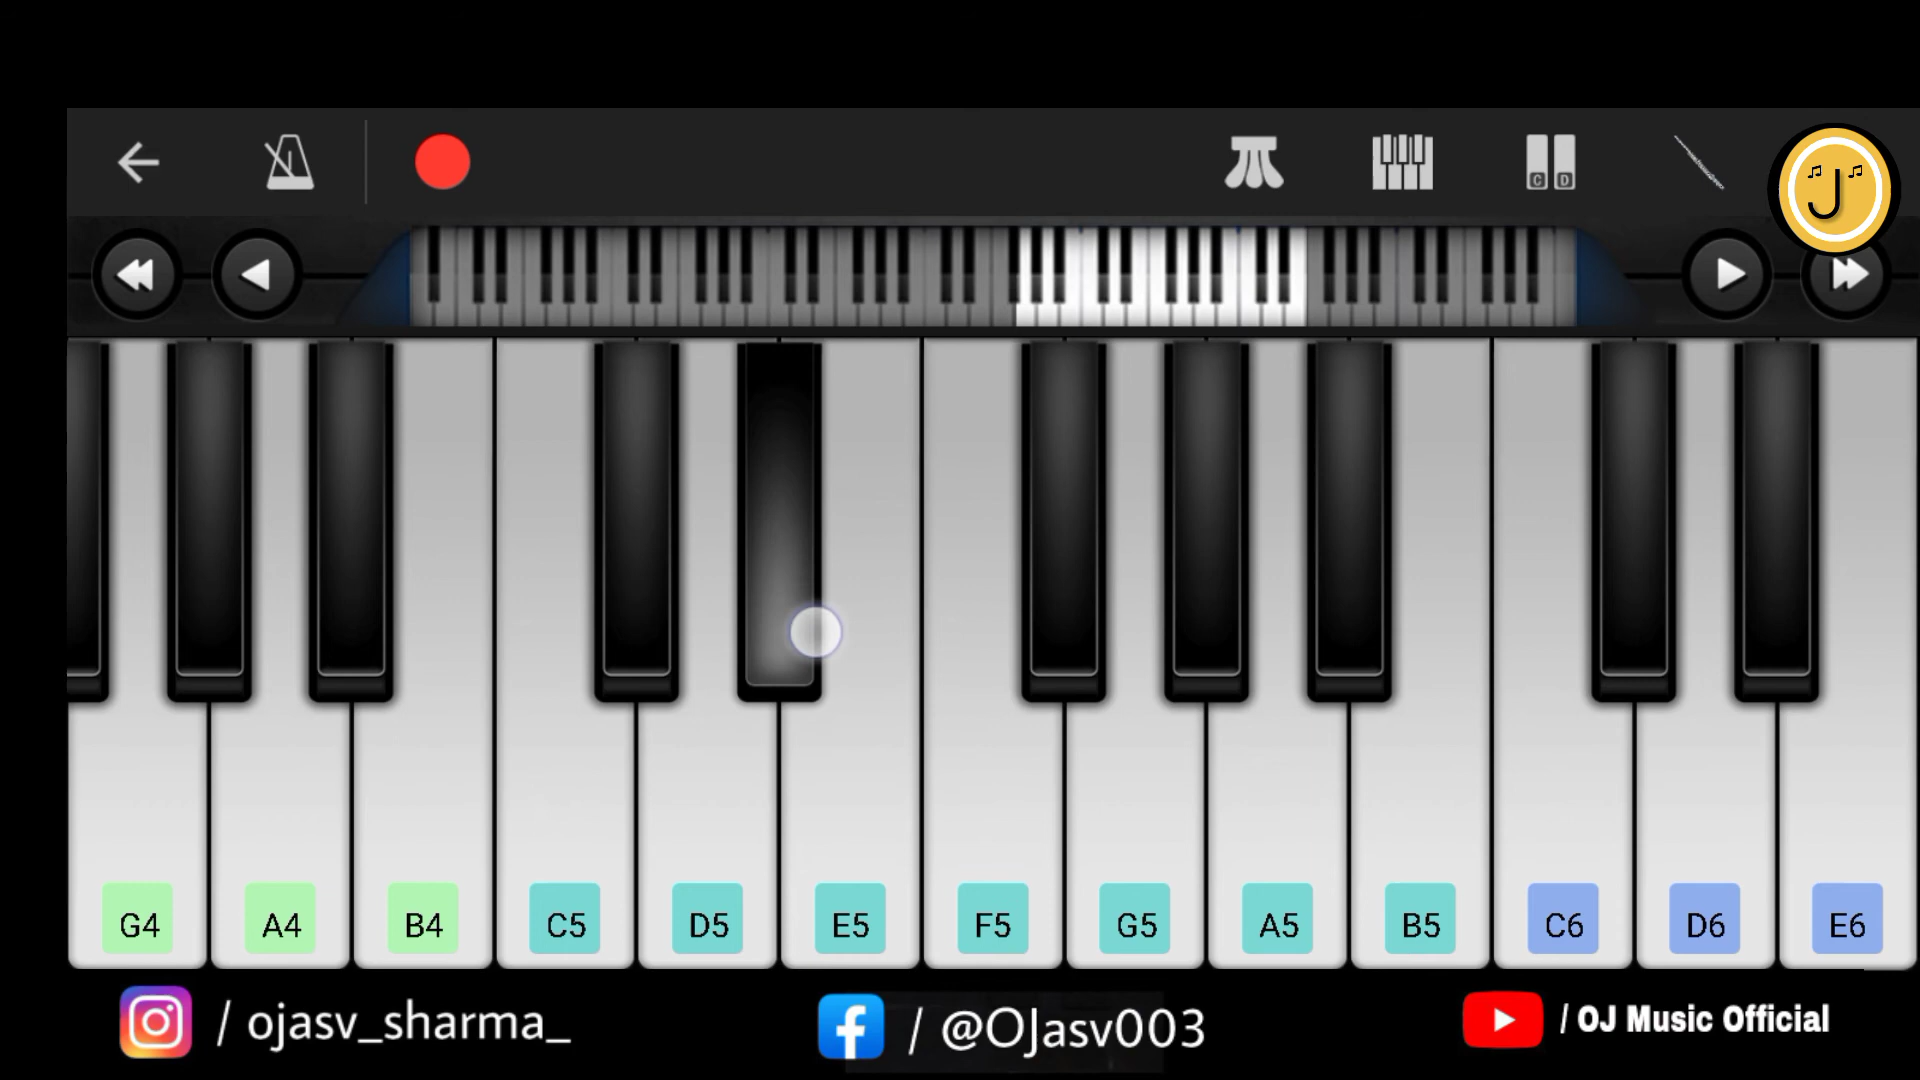 C D
J
G4 A4 B4 C5 D5 E5 F5 G5 A5 B5 C6 D6 E6
/ ojasv_sharma_
/ @OJasv003
/ OJ Music Official